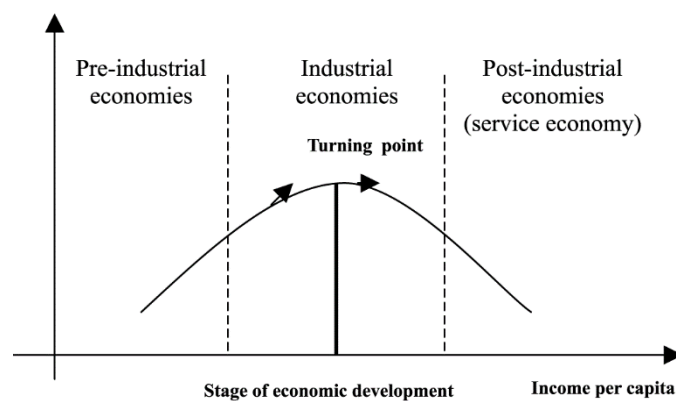 Pre-industrial
economies
Industrial
economies
Post-industrial
economies
(service economy)
Turning point
Stage of economic development
Income per capita